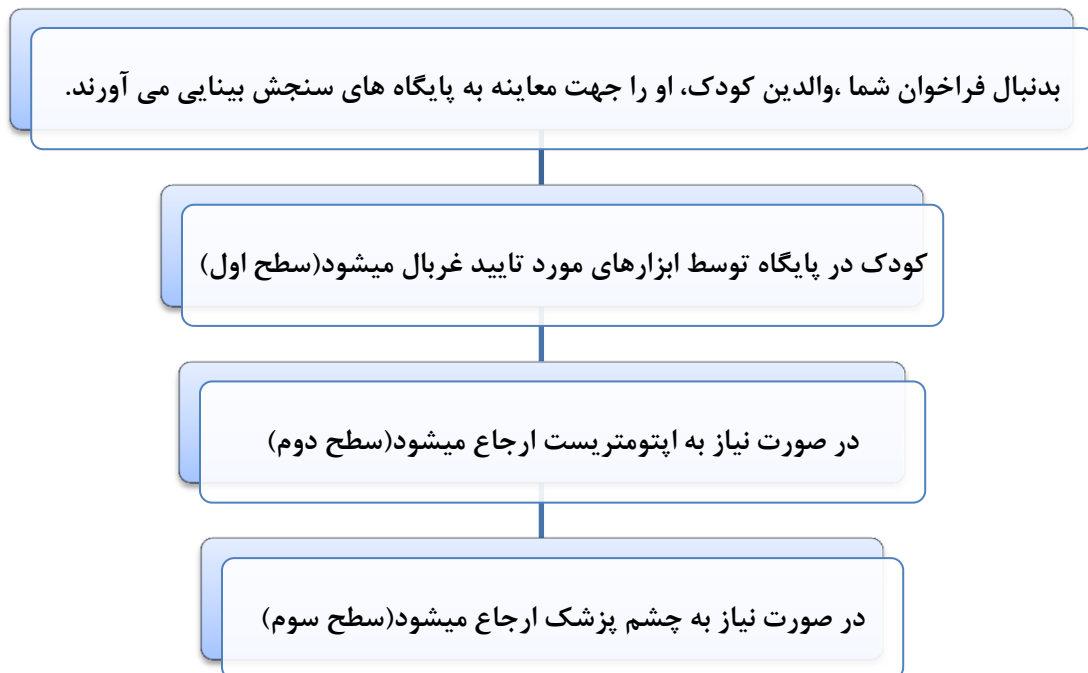 بدنبال فراخوان شما ،والدین کودک، او را جهت معاینه به پایگاه های سنجش بینایی می آورند.
کودک در پایگاه توسط ابزارهای مورد تایید غربال میشود(سطح اول)
در صورت نیاز به اپتومتریست ارجاع میشود(سطح دوم)
در صورت نیاز به چشم پزشک ارجاع میشود(سطح سوم)